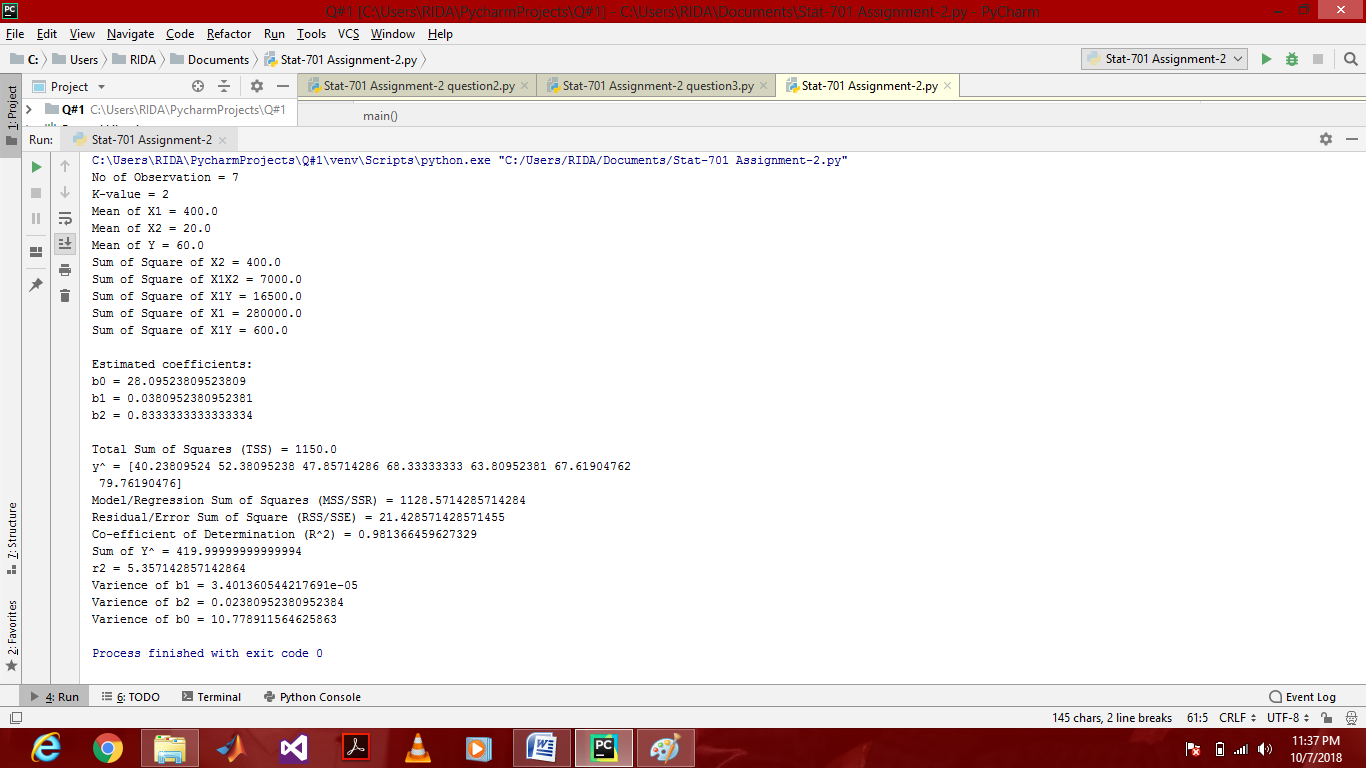 Q#1 [C:\Users\RIDA\PycharmProjects\Q#1] - C:\Users\RIDA\Documents\Stat-701 Assignment-2.py - PyCharm
File Edit View Navigate Code Refactor Run Tools VCS Window Help
C: Users RIDA Documents Stat-701 Assignment-2.py Stat-701 Assignment-2
Project Stat-701 Assignment-2 question2.py Stat-701 Assignment-2 question3.py Stat-701 Assignment-2.py
1: Project
Q#1 C:\Users\RIDA\PycharmProjects\Q#1 main()
Run: Stat-701 Assignment-2
C:\Users\RIDA\PycharmProjects\Q#1\venv\Scripts\python.exe "C:/Users/RIDA/Documents/Stat-701 Assignment-2.py"
No of Observation = 7
K-value = 2
Mean of X1 = 400.0
Mean of X2 = 20.0
Mean of Y = 60.0
Sum of Square of X2 = 400.0
Sum of Square of X1X2 = 7000.0
Sum of Square of X1Y = 16500.0
Sum of Square of X1 = 280000.0
Sum of Square of X1Y = 600.0
Estimated coefficients:
b0 = 28.09523809523809
b1 = 0.0380952380952381
b2 = 0.8333333333333334
Total Sum of Squares (TSS) = 1150.0
y^ = [40.23809524 52.38095238 47.85714286 68.33333333 63.80952381 67.61904762
79.76190476]
Model/Regression Sum of Squares (MSS/SSR) = 1128.5714285714284
Residual/Error Sum of Square (RSS/SSE) = 21.428571428571455
Co-efficient of Determination (R^2) = 0.981366459627329
Sum of Y^ = 419.99999999999994
r2 = 5.357142857142864
Varience of b1 = 3.401360544217691e-05
Varience of b2 = 0.02380952380952384
Varience of b0 = 10.778911564625863
Process finished with exit code 0
7: Structure
2: Favorites
4: Run 6: TODO Terminal Python Console Event Log
145 chars, 2 line breaks 61:5 CRLF UTF-8
11:37 PM
10/7/2018